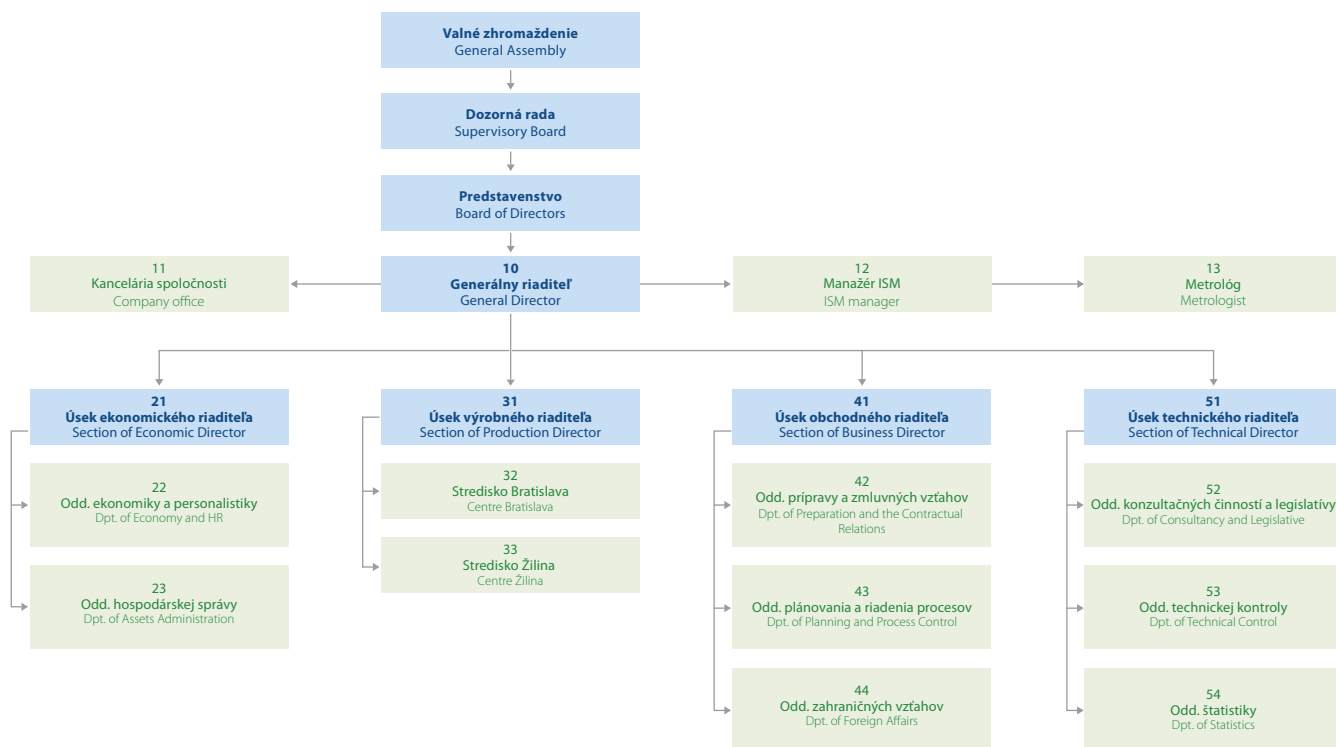 Valné zhromaždenie
General Assembly
Dozorná rada
Supervisory Board
Predstavenstvo
Board of Directors
11
Kancelária spoločnosti
Company office
10
Generálny riaditeľ
General Director
12
Manažér ISM
ISM manager
13
Metrológ
Metrologist
21
Úsek ekonomického riaditeľa
Section of Economic Director
31
Úsek výrobného riaditeľa
Section of Production Director
41
Úsek obchodného riaditeľa
Section of Business Director
51
Úsek technického riaditeľa
Section of Technical Director
22
Odd. ekonomiky a personalistiky
Dpt. of Economy and HR
32
Stredisko Bratislava
Centre Bratislava
42
Odd. prípravy a zmluvných vzťahov
Dpt. of Preparation and the Contractual
Relations
52
Odd. konzultačných činností a legislatívy
Dpt. of Consultancy and Legislative
23
Odd. hospodárskej správy
Dpt. of Assets Administration
33
Stredisko Žilina
Centre Žilina
43
Odd. plánovania a riadenia procesov
Dpt. of Planning and Process Control
53
Odd. technickej kontroly
Dpt. of Technical Control
44
Odd. zahraničných vzťahov
Dpt. of Foreign Affairs
54
Odd. štatistiky
Dpt. of Statistics